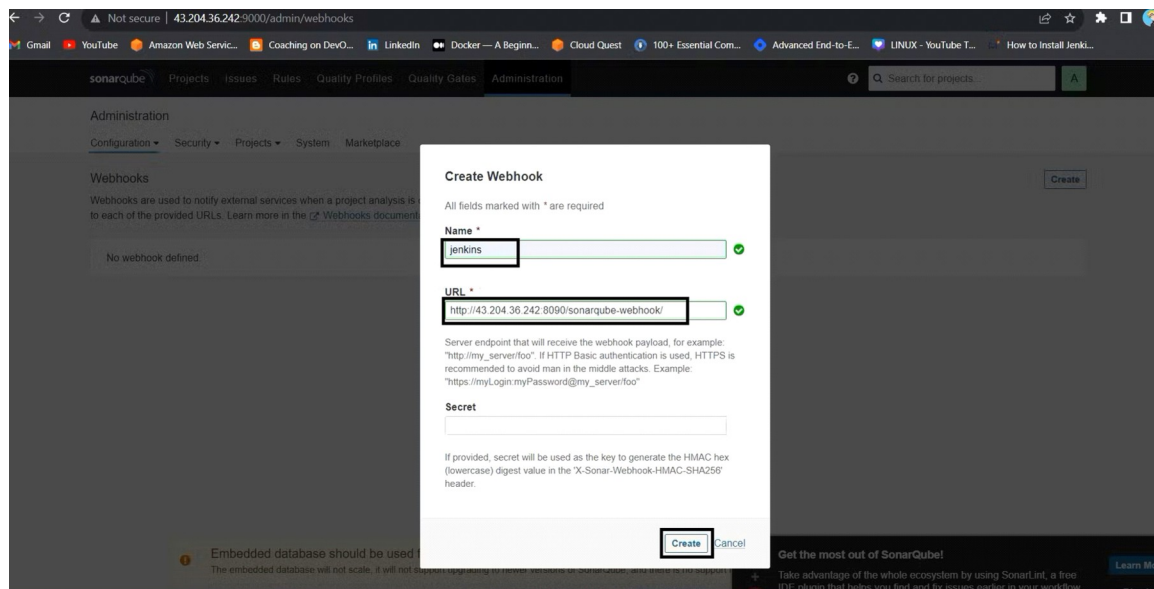 Not secure | 43.204.36.242:9000/admin/webhooks
Gmail YouTube Amazon Web Servic... Coaching on DevO... LinkedIn Docker — A Beginn... Cloud Quest 100+ Essential Com... Advanced End-to-E... LINUX - YouTube T... How to Install Jenki...
sonarqube Projects Issues Rules Quality Profiles Quality Gates Administration Search for projects... A
Administration
Configuration Security Projects System Marketplace
Webhooks
Create
Webhooks are used to notify external services when a project analysis is
to each of the provided URLs. Learn more in the Webhooks
No webhook defined.
Create Webhook
All fields marked with * are required
Name *
jenkins
URL *
http://43.204.36.242:8090/sonarqube-webhook/
Server endpoint that will receive the webhook payload, for example:
"http://my_server/foo". If HTTP Basic authentication is used, HTTPS is
recommended to avoid man in the middle attacks. Example:
"https://myLogin:myPassword@my_server/foo"
Secret
If provided, secret will be used as the key to generate the HMAC hex
(lowercase) digest value in the 'X-Sonar-Webhook-HMAC-SHA256'
header.
Create Cancel
Embedded database should be used
The embedded database will not scale, it will not support upgrading to newer versions of SonarQube, and there is no support
Get the most out of SonarQube!
Take advantage of the whole ecosystem by using SonarLint, a free
IDE plugin that helps you find and fix issues earlier in your workflow.
Learn